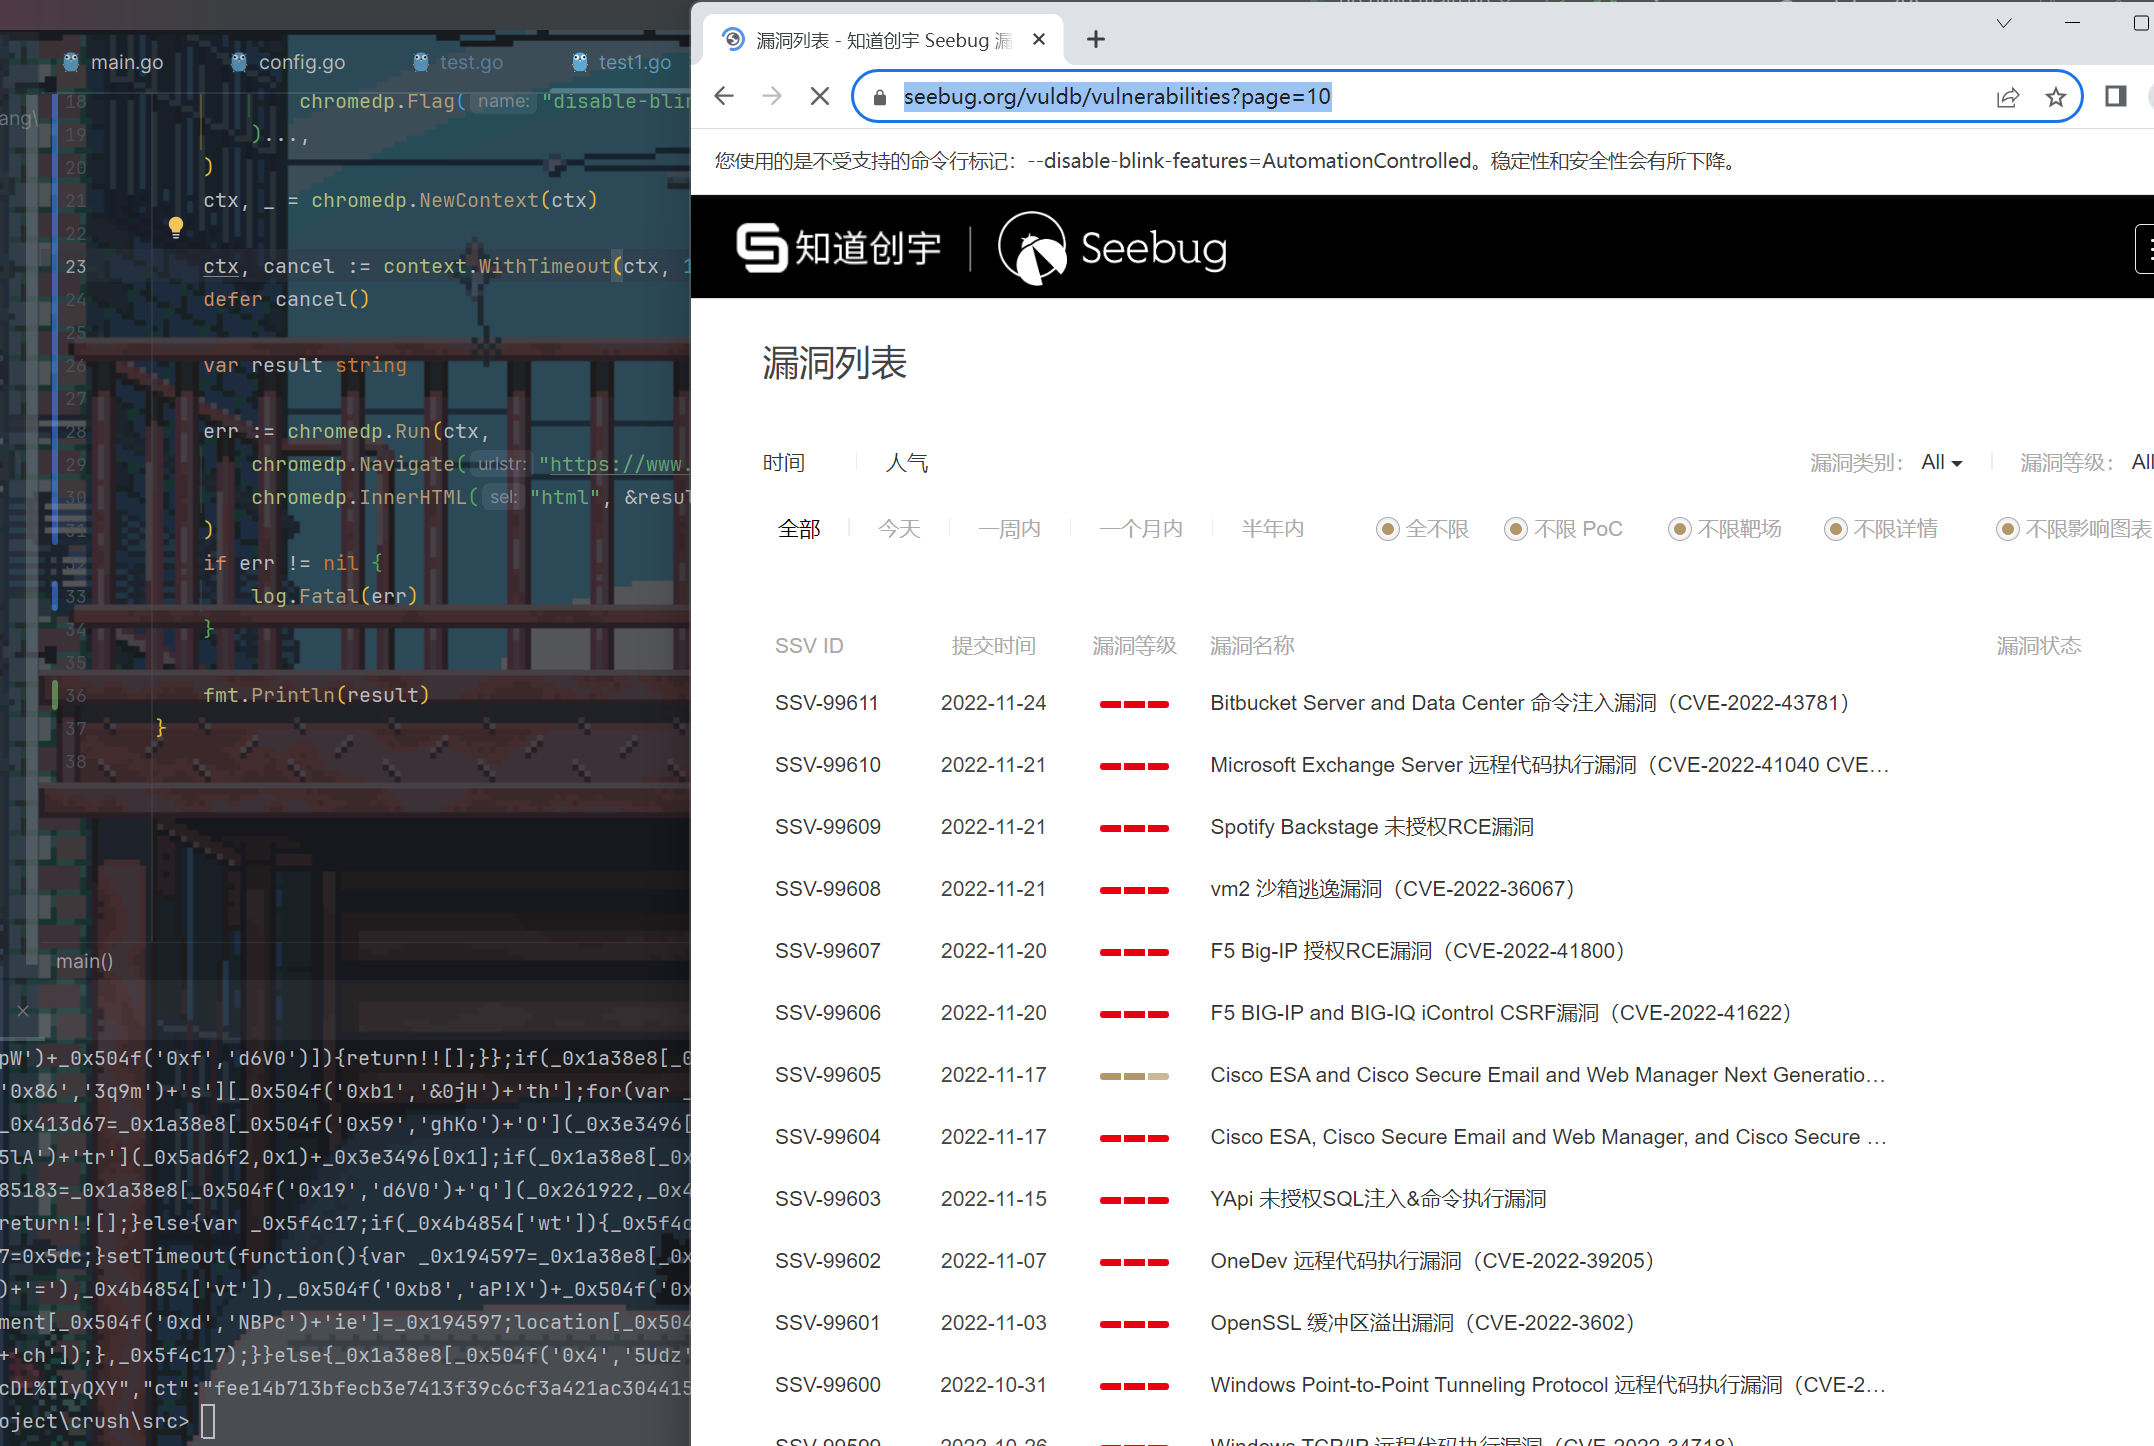 main.go config.go test.go test1.go
ang\
18 chromedp.Flag( name: "disable-blin
19 )...,
20 )
21 ctx, _ = chromedp.NewContext(ctx)
22
23 ctx, cancel := context.WithTimeout(ctx, 1
24 defer cancel()
25
26 var result string
27
28 err := chromedp.Run(ctx,
29 chromedp.Navigate( urlstr: "https://www.
30 chromedp.InnerHTML( sel: "html", &resul
31 )
32 if err != nil {
33 log.Fatal(err)
34 }
35
36 fmt.Println(result)
37 }
38
main()
pW')+_0x504f('0xf','d6V0')]){return!![];}};if(_0x1a38e8[_0
'0x86','3q9m')+'s'][_0x504f('0xb1','&0jH')+'th'];for(var _
_0x413d67=_0x1a38e8[_0x504f('0x59','ghKo')+'O'](_0x3e3496[
5lA')+'tr'](_0x5ad6f2,0x1)+_0x3e3496[0x1];if(_0x1a38e8[_0x
85183=_0x1a38e8[_0x504f('0x19','d6V0')+'q'](_0x261922,_0x4
return!![];}else{var _0x5f4c17;if(_0x4b4854['wt']){_0x5f4c
7=0x5dc;}setTimeout(function(){var _0x194597=_0x1a38e8[_0x
)+'='),_0x4b4854['vt']),_0x504f('0xb8','aP!X')+_0x504f('0x
ment[_0x504f('0xd','NBPc')+'ie']=_0x194597;location[_0x504
+'ch']);},_0x5f4c17);}}else{_0x1a38e8[_0x504f('0x4','5Udz'
cDL%IIyQXY","ct":"fee14b713bfecb3e7413f39c6cf3a421ac304415
oject\crush\src>
漏洞列表 - 知道创宇 Seebug 漏
seebug.org/vuldb/vulnerabilities?page=10
您使用的是不受支持的命令行标记：--disable-blink-features=AutomationControlled。稳定性和安全性会有所下降。
知道创宇 | Seebug
漏洞列表
时间 人气 漏洞类别： All 漏洞等级： All
全部 今天 一周内 一个月内 半年内 全不限 不限 PoC 不限靶场 不限详情 不限影响图表
SSV ID 提交时间 漏洞等级 漏洞名称 漏洞状态
SSV-99611 2022-11-24 Bitbucket Server and Data Center 命令注入漏洞（CVE-2022-43781）
SSV-99610 2022-11-21 Microsoft Exchange Server 远程代码执行漏洞（CVE-2022-41040 CVE…
SSV-99609 2022-11-21 Spotify Backstage 未授权RCE漏洞
SSV-99608 2022-11-21 vm2 沙箱逃逸漏洞（CVE-2022-36067）
SSV-99607 2022-11-20 F5 Big-IP 授权RCE漏洞（CVE-2022-41800）
SSV-99606 2022-11-20 F5 BIG-IP and BIG-IQ iControl CSRF漏洞（CVE-2022-41622）
SSV-99605 2022-11-17 Cisco ESA and Cisco Secure Email and Web Manager Next Generatio…
SSV-99604 2022-11-17 Cisco ESA, Cisco Secure Email and Web Manager, and Cisco Secure …
SSV-99603 2022-11-15 YApi 未授权SQL注入&命令执行漏洞
SSV-99602 2022-11-07 OneDev 远程代码执行漏洞（CVE-2022-39205）
SSV-99601 2022-11-03 OpenSSL 缓冲区溢出漏洞（CVE-2022-3602）
SSV-99600 2022-10-31 Windows Point-to-Point Tunneling Protocol 远程代码执行漏洞（CVE-2…
SSV-99599 2022-10-26 Windows TCP/IP 远程代码执行漏洞（CVE-2022-34718）